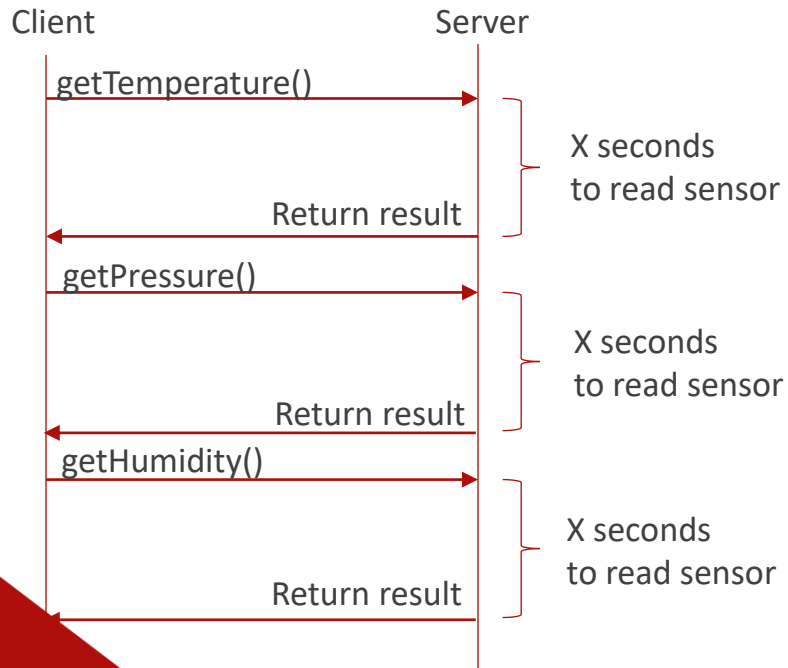 Client
Server
getTemperature()
X seconds
to read sensor
Return result
getPressure()
X seconds
to read sensor
Return result
getHumidity()
X seconds
to read sensor
Return result